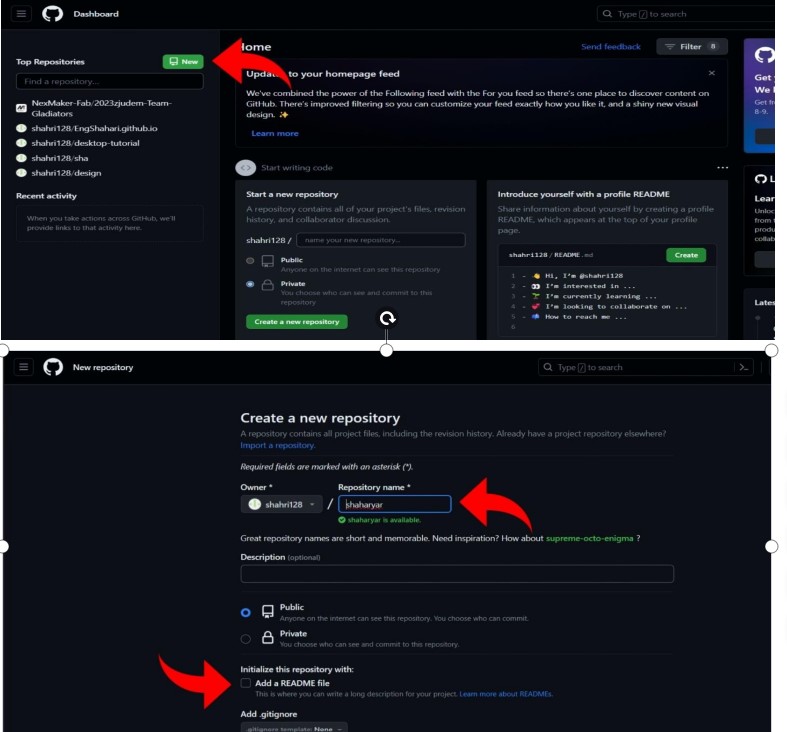 Dashboard
Type / to search
Top Repositories
New
Find a repository...
NexMaker-Fab/2023zjudem-Team-
Gladiators
shahri128/EngShahari.github.io
shahri128/desktop-tutorial
shahri128/sha
shahri128/design
Recent activity
When you take actions across GitHub, we'll
provide links to that activity here.
Home
Send feedback
Filter 8
to your homepage feed
We've combined the power of the Following feed with the For you feed so there's one place to discover content on
GitHub. There's improved filtering so you can customize your feed exactly how you like it, and a shiny new visual
design. ✨
Learn more
Start writing code
Start a new repository
A repository contains all of your project's files, revision
history, and collaborator discussion.
shahri128 / name your new repository...
Public
Anyone on the internet can see this repository
Private
You choose who can see and commit to this
repository
Create a new repository
Introduce yourself with a profile README
Share information about yourself by creating a profile
README, which appears at the top of your profile
page.
shahri128 / README.md
Create
1 - 👋 Hi, I'm @shahri128
2 - 👀 I'm interested in ...
3 - 🌱 I'm currently learning ...
4 - 💞️ I'm looking to collaborate on ...
5 - 📫 How to reach me ...
6
Get
We
8-9.
Lear
from
produ
collab
Lates
New repository
Type / to search
Create a new repository
A repository contains all project files, including the revision history. Already have a project repository elsewhere?
Import a repository.
Required fields are marked with an asterisk (*).
Owner * Repository name *
shahri128 / shaharyar
shaharyar is available.
Great repository names are short and memorable. Need inspiration? How about supreme-octo-enigma ?
Description (optional)
Public
Anyone on the internet can see this repository. You choose who can commit.
Private
You choose who can see and commit to this repository.
Initialize this repository with:
Add a README file
This is where you can write a long description for your project. Learn more about READMEs.
Add .gitignore
.gitignore template: None